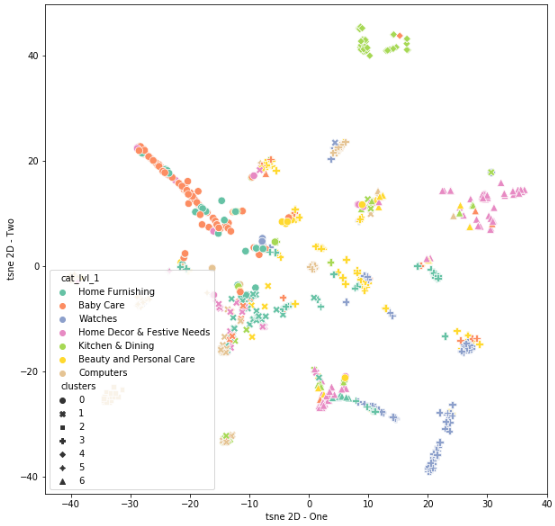 40
20
0
−20
−40
tsne 2D - Two
cat_lvl_1
Home Furnishing
Baby Care
Watches
Home Decor & Festive Needs
Kitchen & Dining
Beauty and Personal Care
Computers
clusters
0
1
2
3
4
5
6
−40 −30 −20 −10 0 10 20 30 40
tsne 2D - One